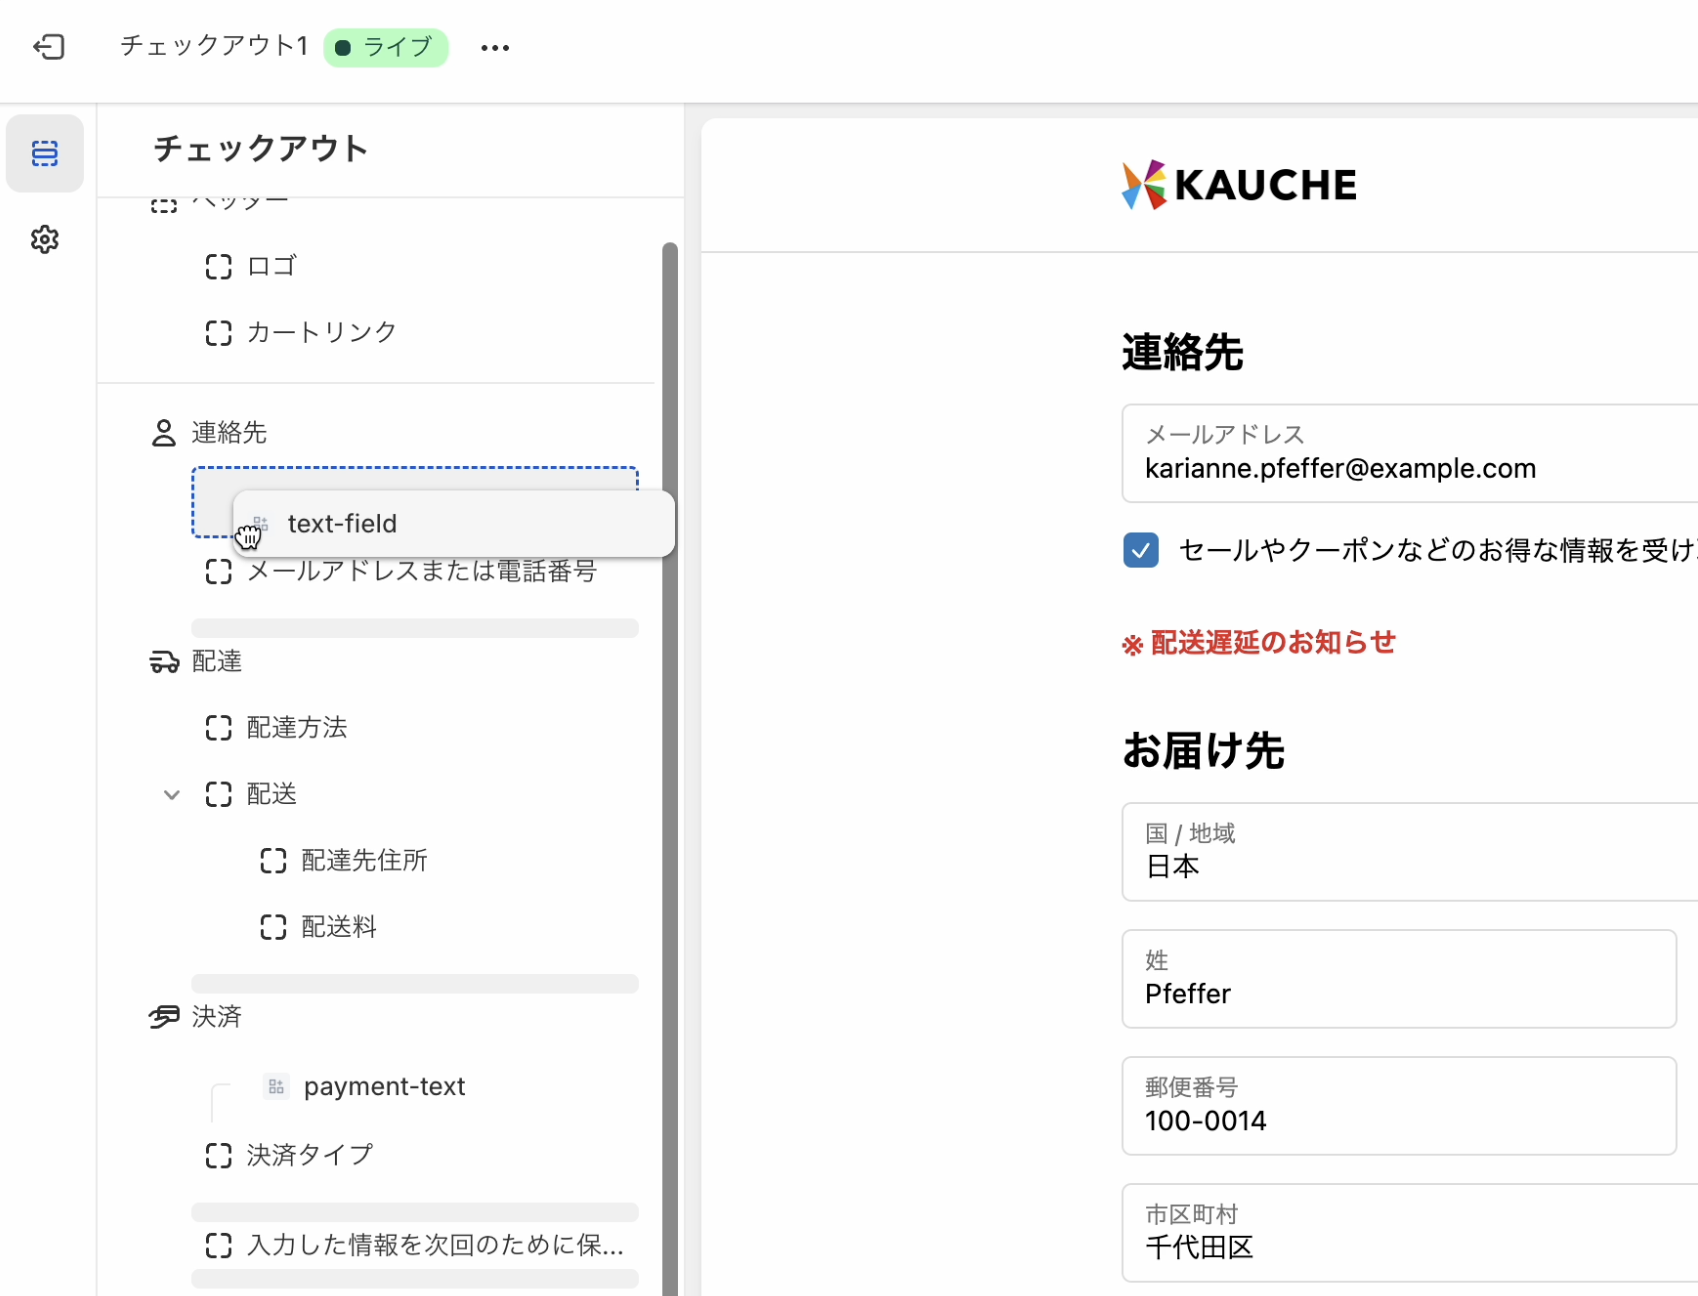 チェックアウト1
ライブ
チェックアウト
ヘッダー
ロゴ
カートリンク
連絡先
text-field
メールアドレスまたは電話番号
配達
配達方法
配送
配達先住所
配送料
決済
payment-text
決済タイプ
入力した情報を次回のために保...
KAUCHE
連絡先
メールアドレス
karianne.pfeffer@example.com
セールやクーポンなどのお得な情報を受け
※ 配送遅延のお知らせ
お届け先
国 / 地域
日本
姓
Pfeffer
郵便番号
100-0014
市区町村
千代田区